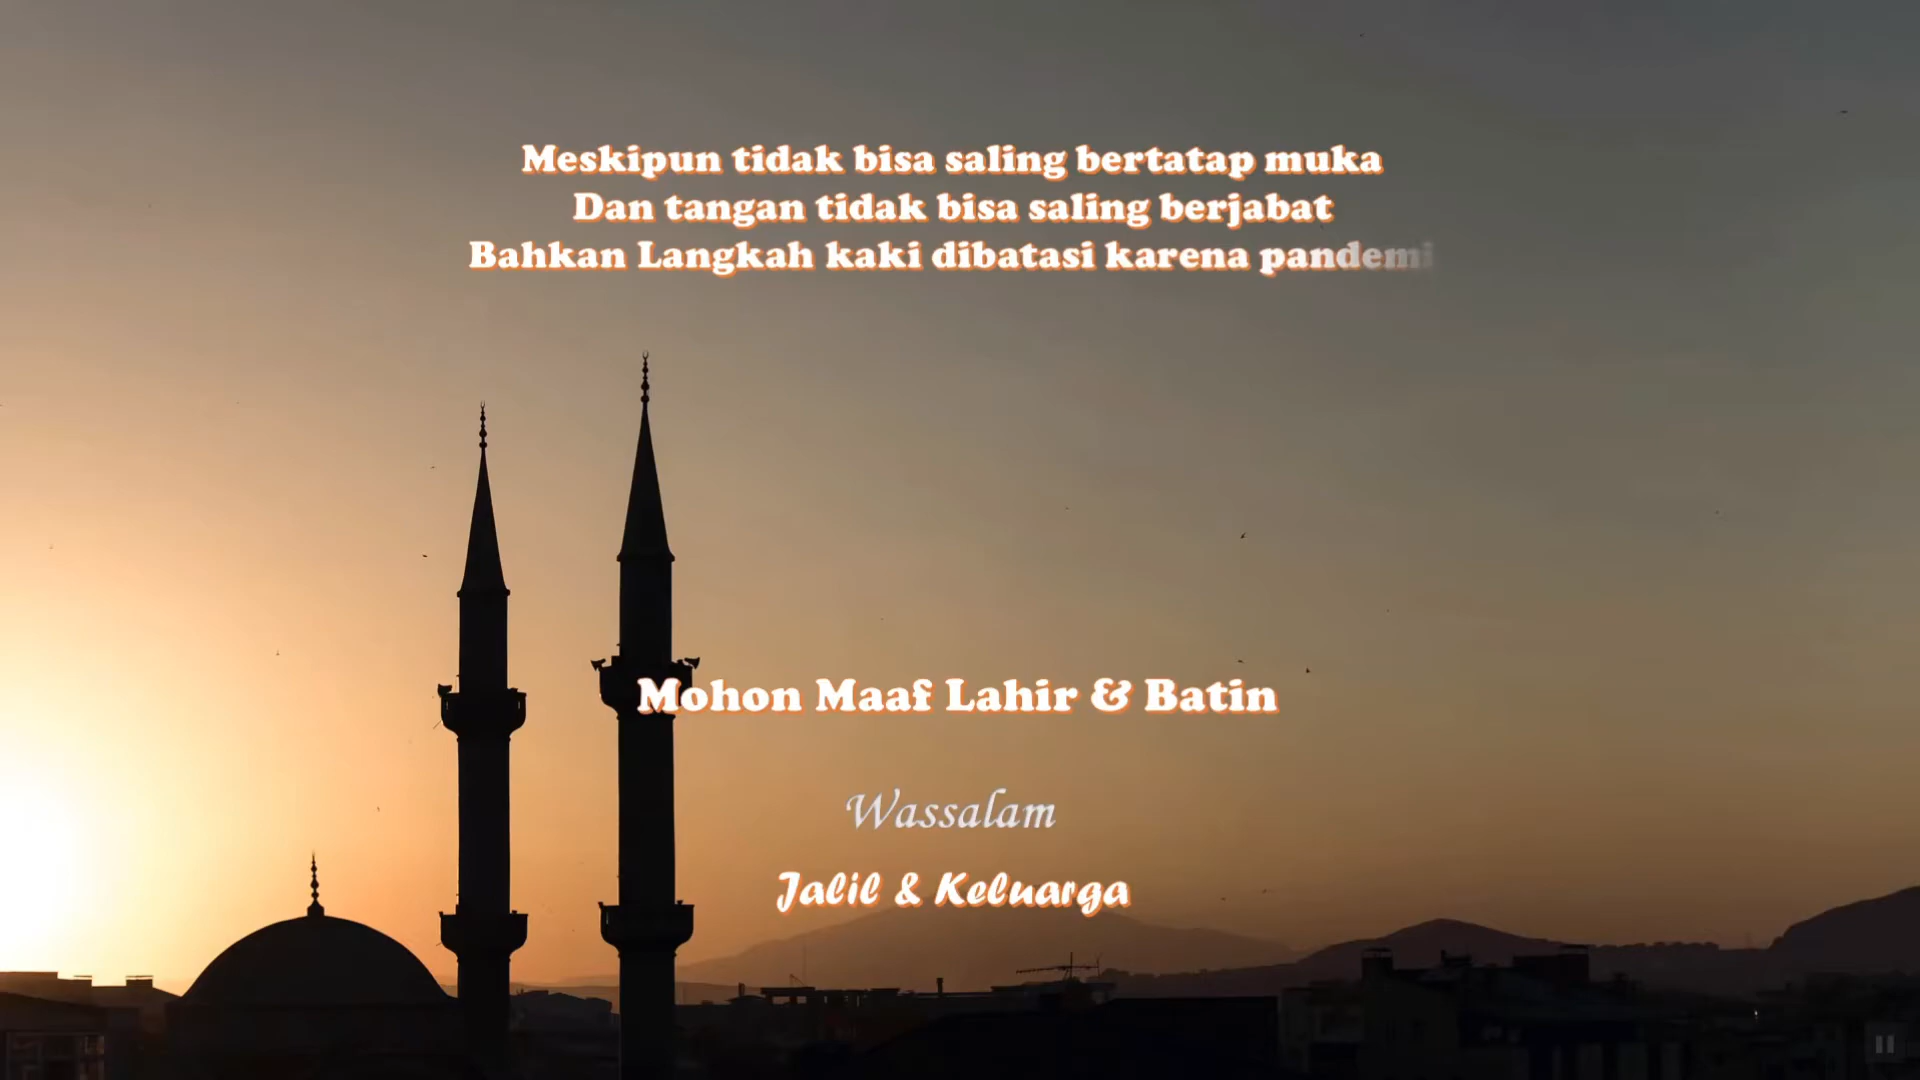 Meskipun tidak bisa saling bertatap muka
Dan tangan tidak bisa saling berjabat
Bahkan Langkah kaki dibatasi karena pandemi
Mohon Maaf Lahir & Batin
Wassalam
Jalil & Keluarga